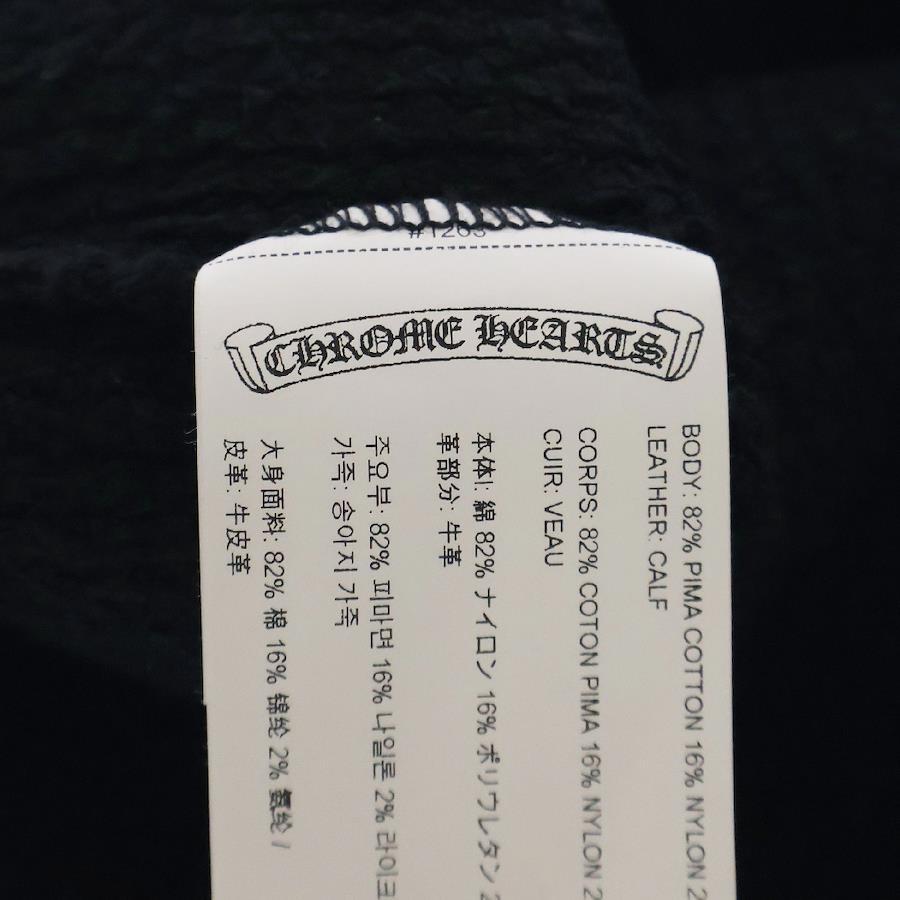 #1263
CHROME HEARTS
BODY: 82% PIMA COTTON 16% NYLON 2
LEATHER: CALF
CORPS: 82% COTON PIMA 16% NYLON 2
CUIR: VEAU
本体: 綿 82% ナイロン 16% ポリウレタン 2
革部分: 牛革
주요부: 82% 피마면 16% 나일론 2% 라이크
가죽: 송아지 가죽
大身面料: 82% 棉 16% 锦纶 2% 氨纶 /
皮革: 牛皮革